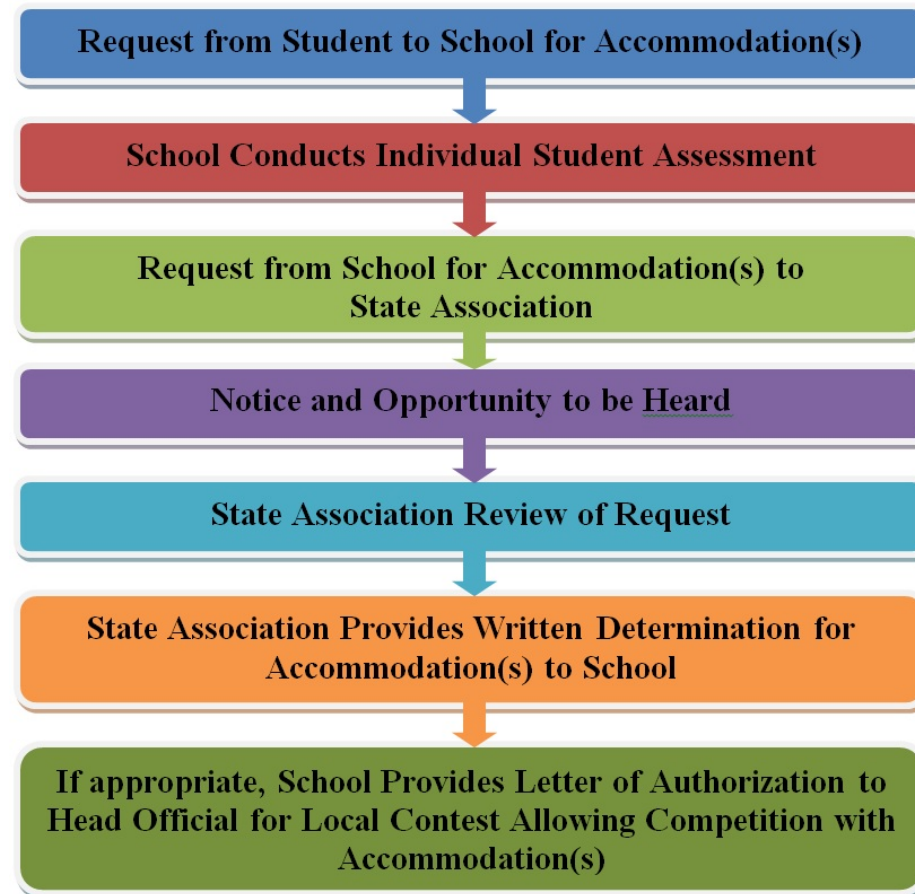 Request from Student to School for Accommodation(s)
School Conducts Individual Student Assessment
Request from School for Accommodation(s) to
State Association
Notice and Opportunity to be Heard
State Association Review of Request
State Association Provides Written Determination for
Accommodation(s) to School
If appropriate, School Provides Letter of Authorization to
Head Official for Local Contest Allowing Competition with
Accommodation(s)